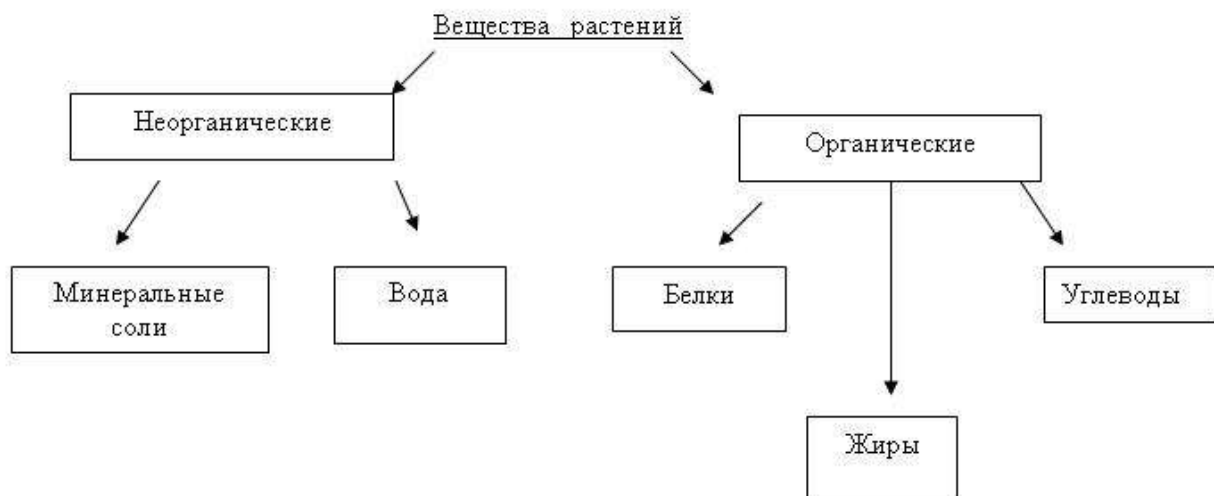 Вещества растений
Неорганические
Органические
Минеральные
соли
Вода
Белки
Углеводы
Жиры